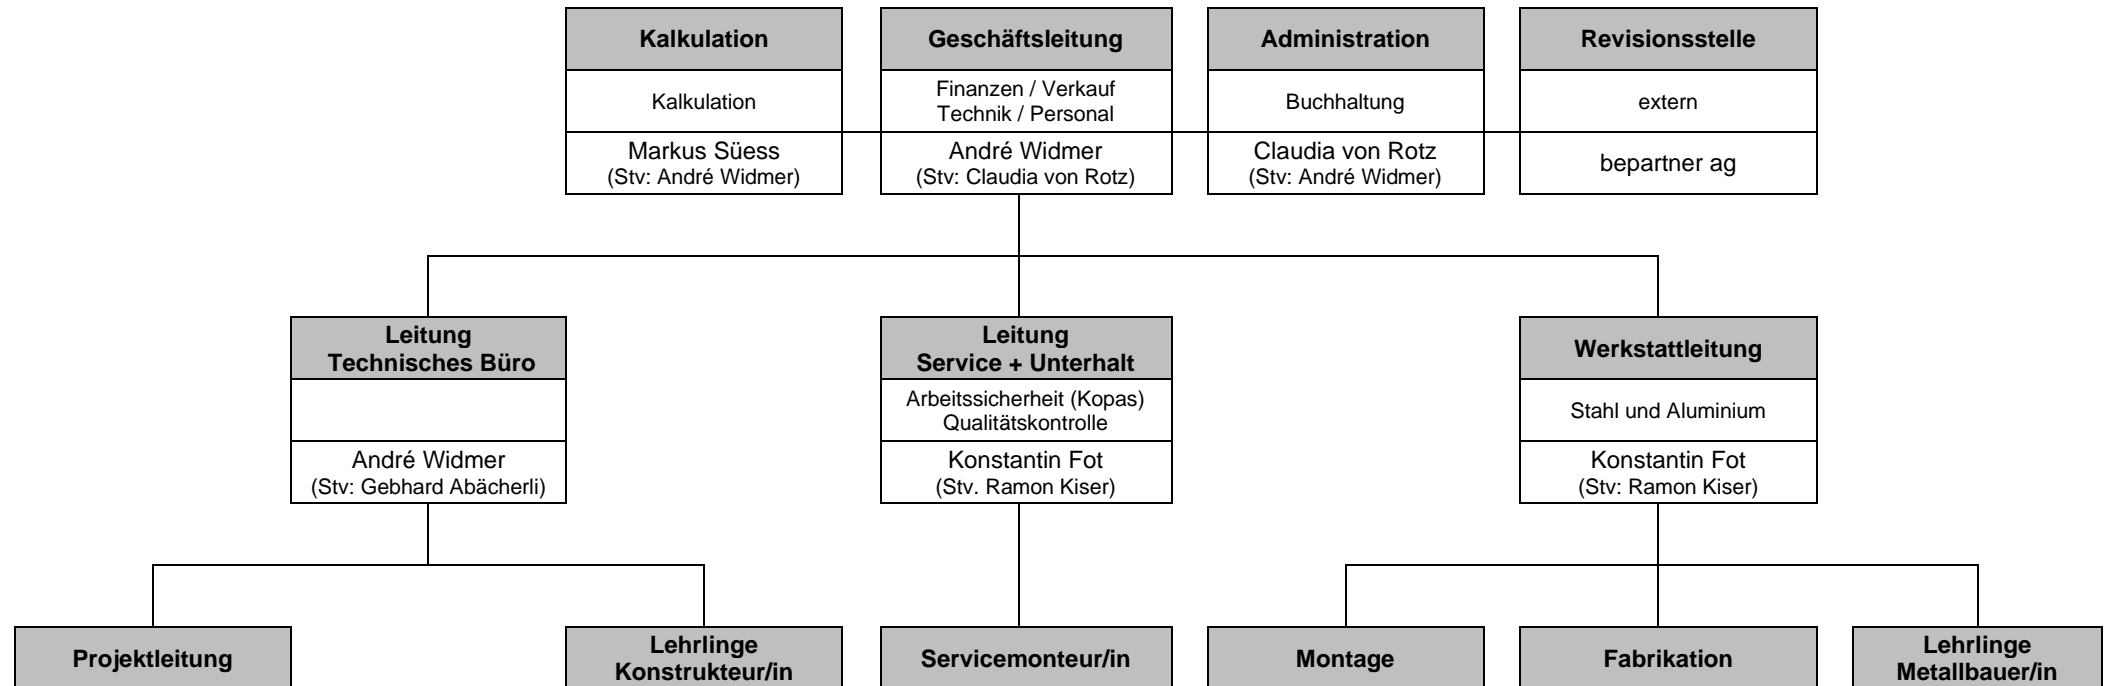 Kalkulation
Kalkulation
Markus Süess
(Stv: André Widmer)
Geschäftsleitung
Finanzen / Verkauf
Technik / Personal
André Widmer
(Stv: Claudia von Rotz)
Administration
Buchhaltung
Claudia von Rotz
(Stv: André Widmer)
Revisionsstelle
extern
bepartner ag
Leitung
Technisches Büro
André Widmer
(Stv: Gebhard Abächerli)
Leitung
Service + Unterhalt
Arbeitssicherheit (Kopas)
Qualitätskontrolle
Konstantin Fot
(Stv. Ramon Kiser)
Werkstattleitung
Stahl und Aluminium
Konstantin Fot
(Stv: Ramon Kiser)
Projektleitung
Lehrlinge
Konstrukteur/in
Servicemonteur/in
Montage
Fabrikation
Lehrlinge
Metallbauer/in